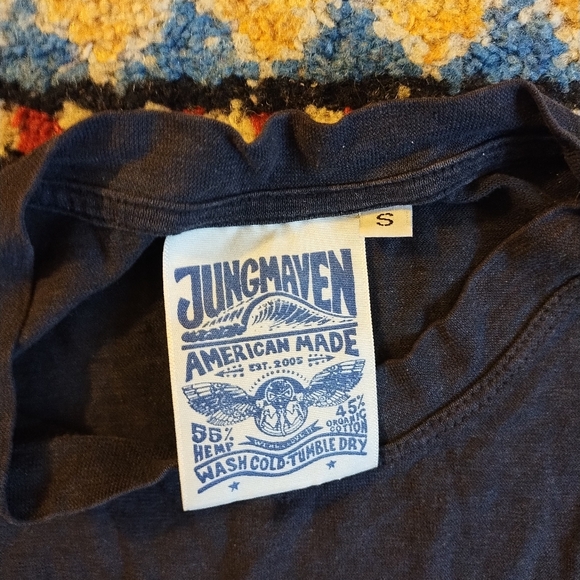 S
JUNGMAVEN
AMERICAN MADE
EST. 2005
55%
HEMP
45%
ORGANIC
COTTON
WASH COLD · TUMBLE DRY